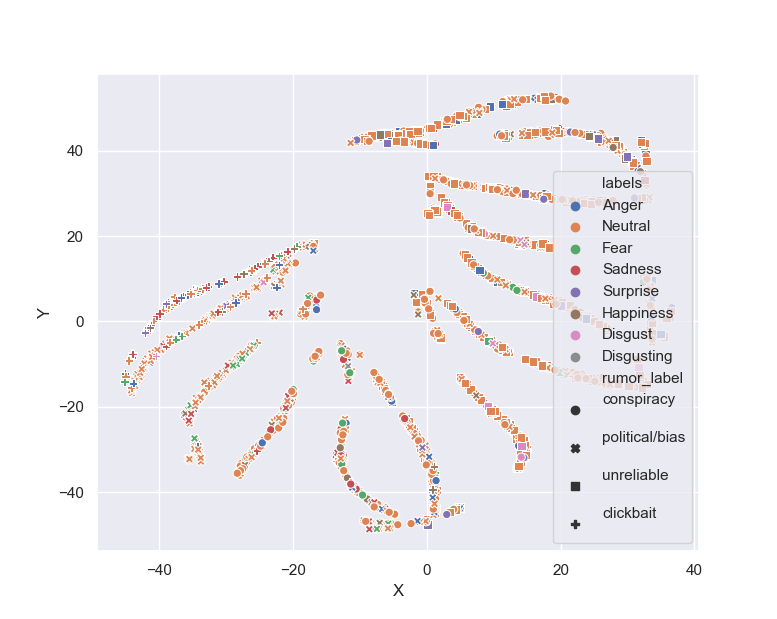 labels
Anger
Neutral
Fear
Sadness
Surprise
Happiness
Disgust
Disgusting
rumor_label
conspiracy
political/bias
unreliable
clickbait
40
20
0
−20
−40
Y
−40
−20
0
20
40
X